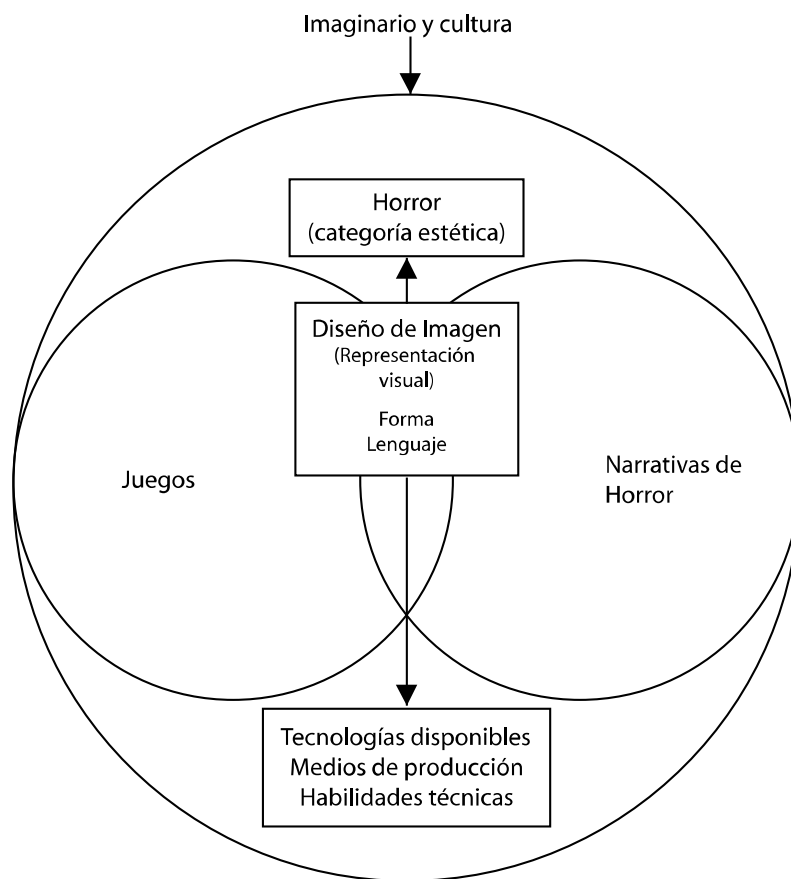 Imaginario y cultura
Horror
(categoría estética)
Diseño de Imagen
(Representación
visual)
Forma
Lenguaje
Juegos
Narrativas de
Horror
Tecnologías disponibles
Medios de producción
Habilidades técnicas